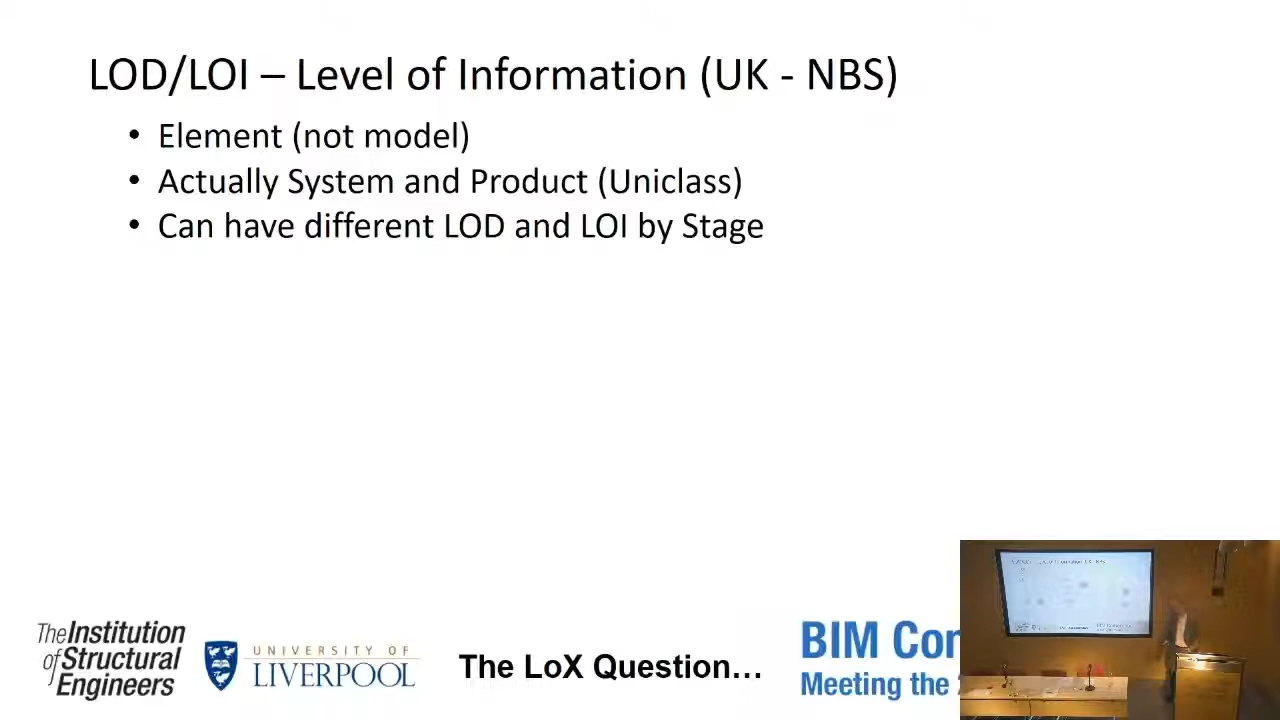 LOD/LOI – Level of Information (UK - NBS)
• Element (not model)
• Actually System and Product (Uniclass)
• Can have different LOD and LOI by Stage
The Institution
of Structural
Engineers
UNIVERSITY OF
LIVERPOOL
The LoX Question...
BIM Con
Meeting the